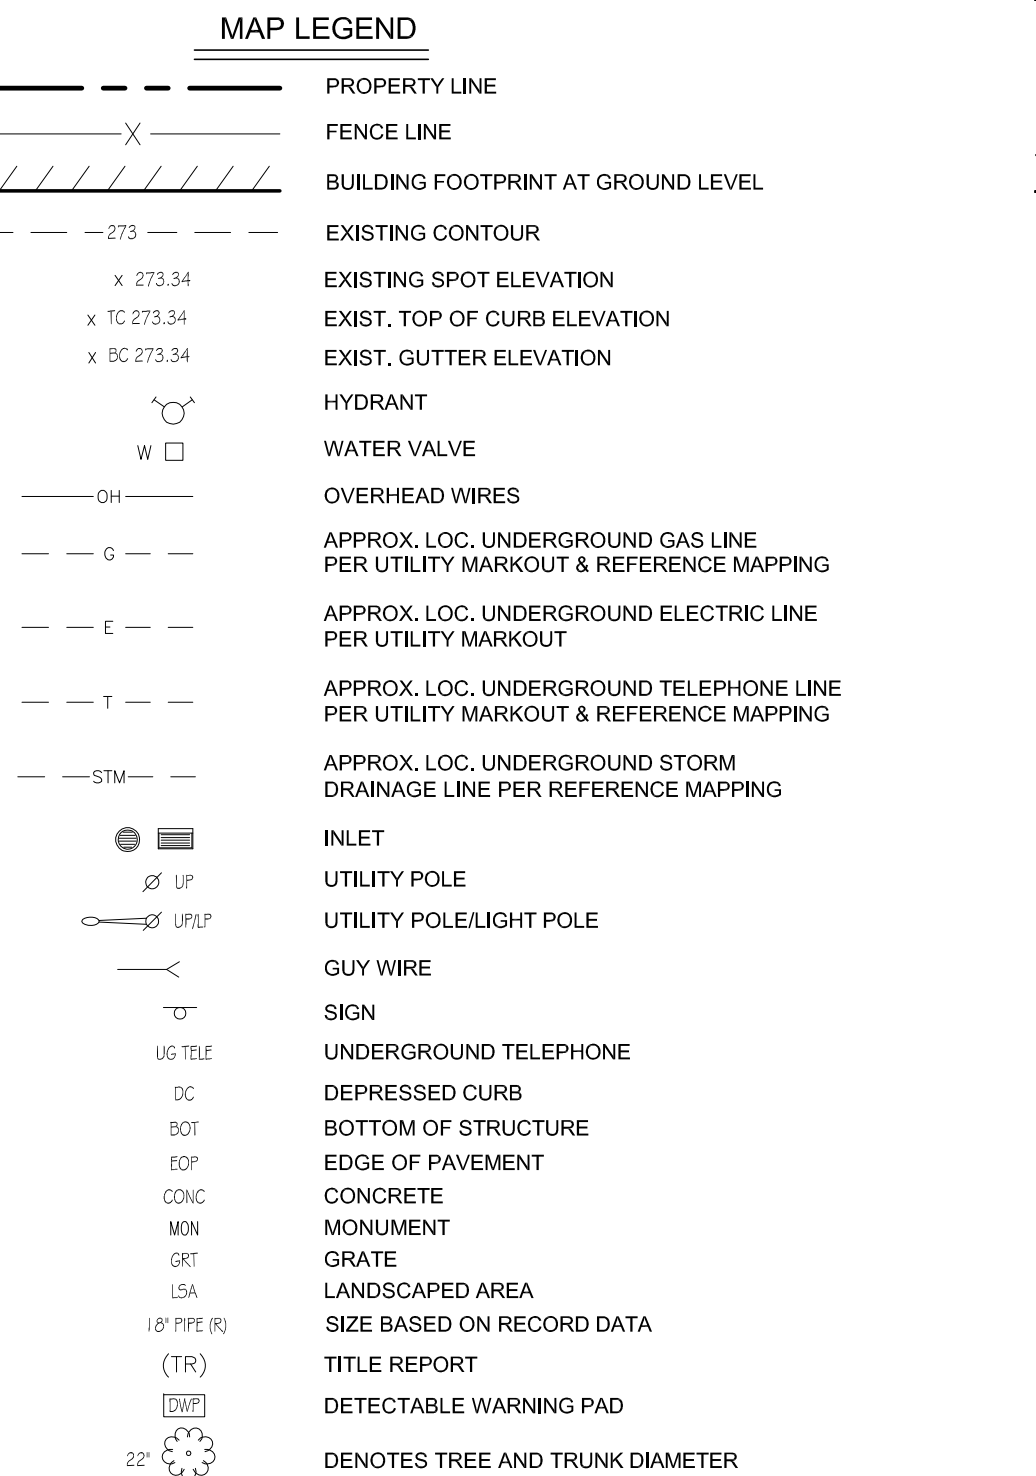 MAP LEGEND
PROPERTY LINE
X FENCE LINE
BUILDING FOOTPRINT AT GROUND LEVEL
273 EXISTING CONTOUR
x 273.34 EXISTING SPOT ELEVATION
x TC 273.34 EXIST. TOP OF CURB ELEVATION
x BC 273.34 EXIST. GUTTER ELEVATION
HYDRANT
W WATER VALVE
OH OVERHEAD WIRES
G APPROX. LOC. UNDERGROUND GAS LINE
PER UTILITY MARKOUT & REFERENCE MAPPING
E APPROX. LOC. UNDERGROUND ELECTRIC LINE
PER UTILITY MARKOUT
T APPROX. LOC. UNDERGROUND TELEPHONE LINE
PER UTILITY MARKOUT & REFERENCE MAPPING
STM APPROX. LOC. UNDERGROUND STORM
DRAINAGE LINE PER REFERENCE MAPPING
INLET
UP UTILITY POLE
UP/LP UTILITY POLE/LIGHT POLE
GUY WIRE
SIGN
UG TELE UNDERGROUND TELEPHONE
DC DEPRESSED CURB
BOT BOTTOM OF STRUCTURE
EOP EDGE OF PAVEMENT
CONC CONCRETE
MON MONUMENT
GRT GRATE
LSA LANDSCAPED AREA
18" PIPE (R) SIZE BASED ON RECORD DATA
(TR) TITLE REPORT
DWP DETECTABLE WARNING PAD
22" DENOTES TREE AND TRUNK DIAMETER